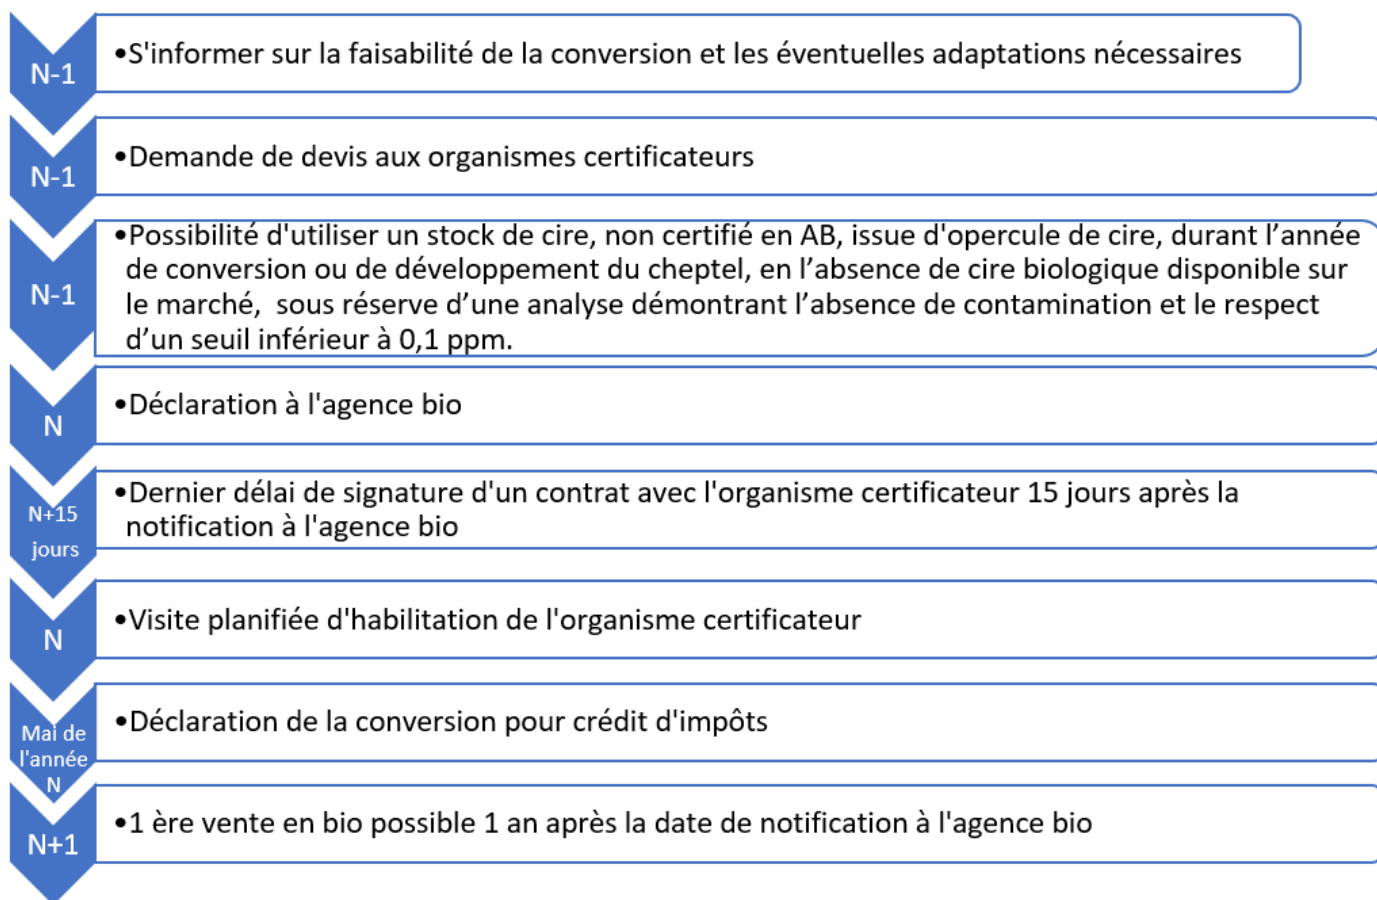 N-1
•S'informer sur la faisabilité de la conversion et les éventuelles adaptations nécessaires
N-1
•Demande de devis aux organismes certificateurs
N-1
•Possibilité d'utiliser un stock de cire, non certifié en AB, issue d'opercule de cire, durant l’année
de conversion ou de développement du cheptel, en l’absence de cire biologique disponible sur
le marché,  sous réserve d’une analyse démontrant l’absence de contamination et le respect
d’un seuil inférieur à 0,1 ppm.
N
•Déclaration à l'agence bio
N+15
jours
•Dernier délai de signature d'un contrat avec l'organisme certificateur 15 jours après la
notification à l'agence bio
N
•Visite planifiée d'habilitation de l'organisme certificateur
Mai de
l'année
N
•Déclaration de la conversion pour crédit d'impôts
N+1
•1 ère vente en bio possible 1 an après la date de notification à l'agence bio